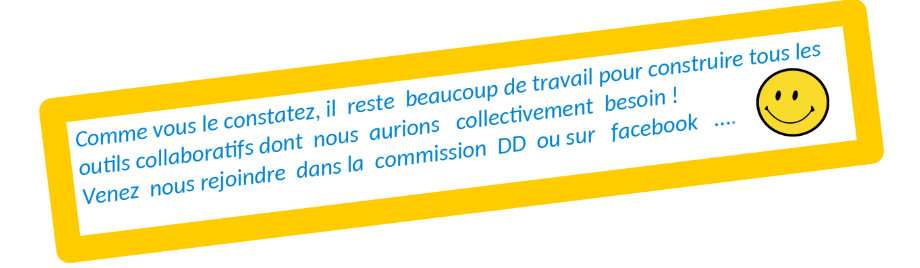 Comme vous le constatez, il reste beaucoup de travail pour construire tous les
outils collaboratifs dont nous aurions collectivement besoin !
Venez nous rejoindre dans la commission DD ou sur facebook ....